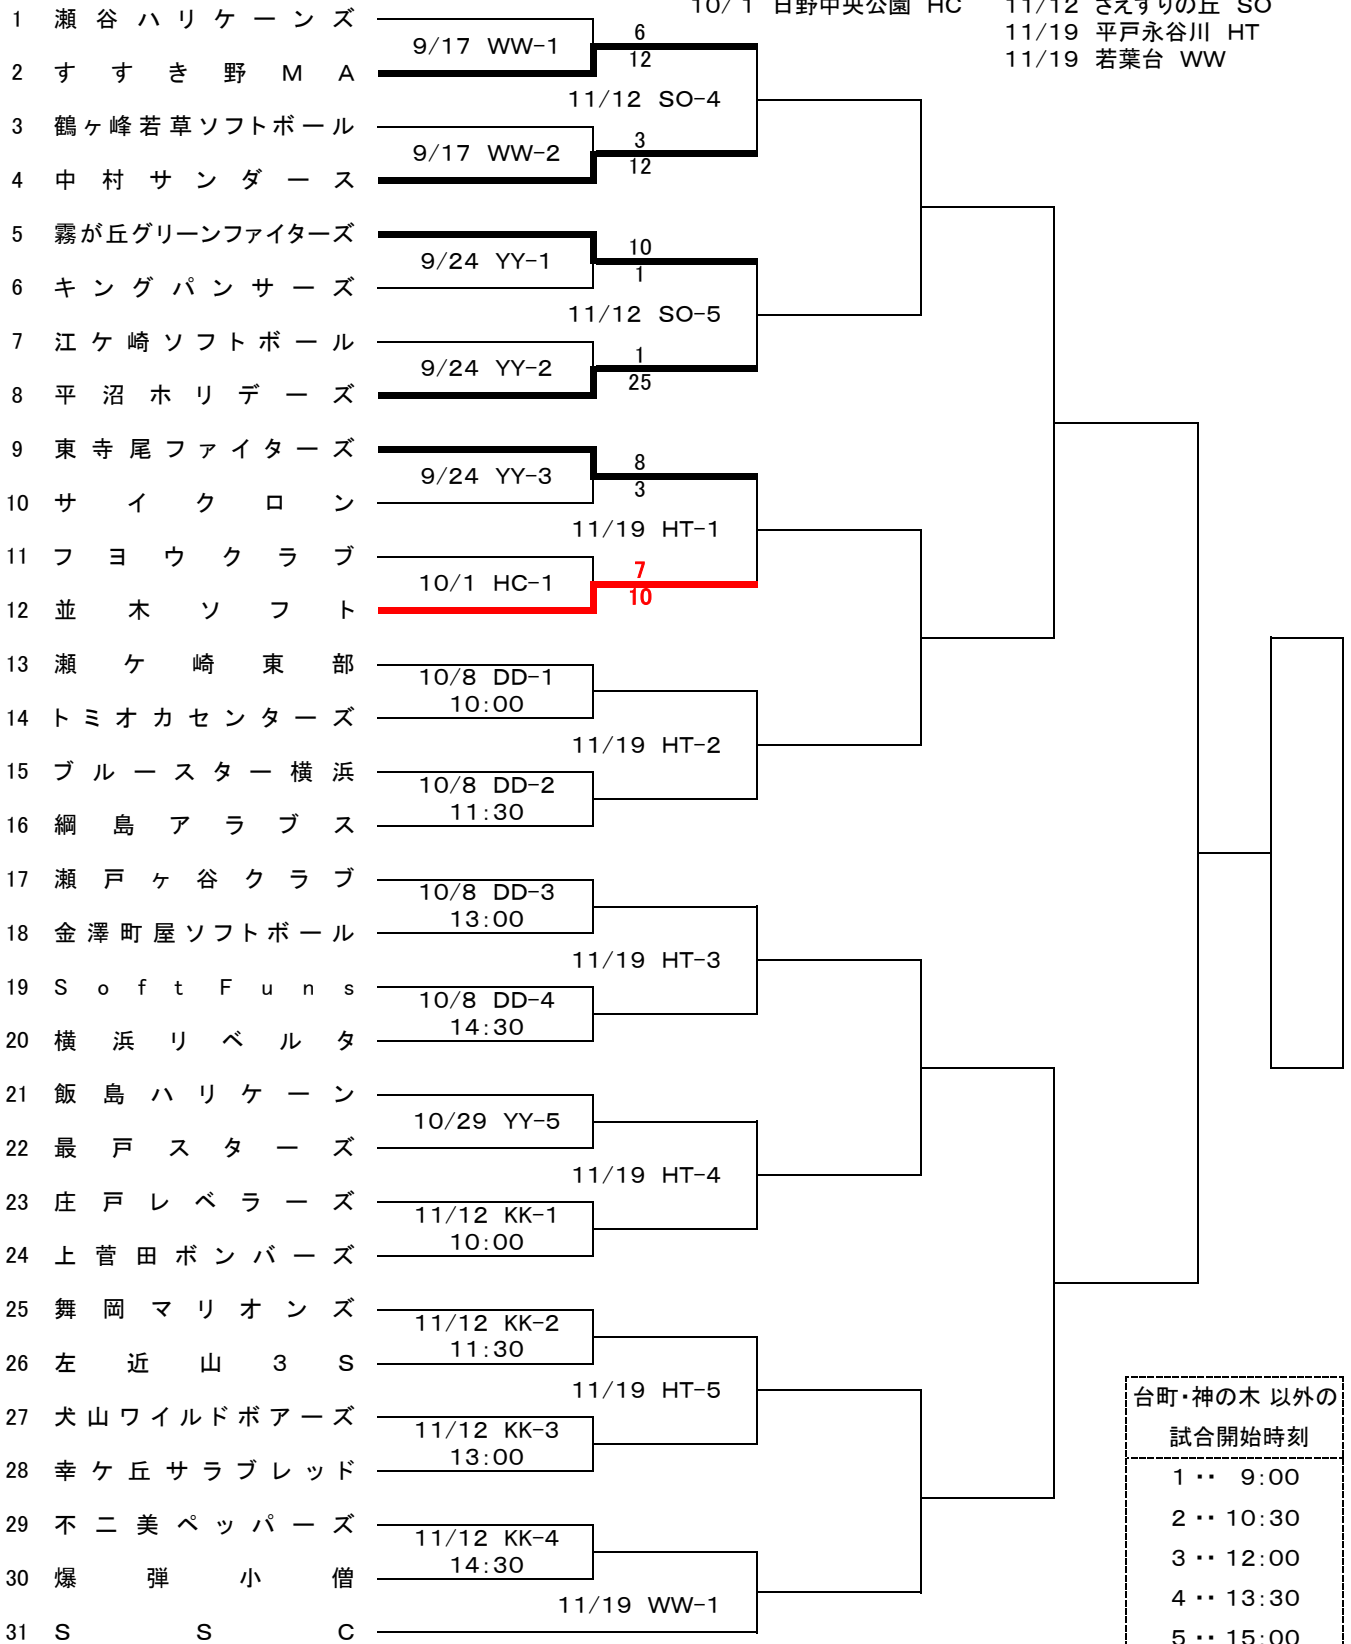 10/1 日野中央公園 HC 11/12 さえずりの丘 SO
11/19 平戸永谷川 HT
11/19 若葉台 WW
1 瀬谷ハリケーンズ
9/17 WW-1
6
12
2 すすき野MA
11/12 SO-4
3 鶴ヶ峰若草ソフトボール
9/17 WW-2
3
12
4 中村サンダース
5 霧が丘グリーンファイターズ
9/24 YY-1
10
1
6 キングパンサーズ
11/12 SO-5
7 江ケ崎ソフトボール
9/24 YY-2
1
25
8 平沼ホリデーズ
9 東寺尾ファイターズ
9/24 YY-3
8
3
10 サイクロン
11/19 HT-1
11 フヨウクラブ
10/1 HC-1
7
10
12 並木ソフト
13 瀬ケ崎東部
10/8 DD-1
10:00
14 トミオカセンターズ
11/19 HT-2
15 ブルースター横浜
10/8 DD-2
11:30
16 綱島アラブス
17 瀬戸ヶ谷クラブ
10/8 DD-3
13:00
18 金澤町屋ソフトボール
11/19 HT-3
19 SoftFuns
10/8 DD-4
14:30
20 横浜リベルタ
21 飯島ハリケーン
10/29 YY-5
22 最戸スターズ
11/19 HT-4
23 庄戸レベラーズ
11/12 KK-1
10:00
24 上菅田ボンバーズ
25 舞岡マリオンズ
11/12 KK-2
11:30
26 左近山3S
11/19 HT-5
27 犬山ワイルドボアーズ
11/12 KK-3
13:00
28 幸ケ丘サラブレッド
29 不二美ペッパーズ
11/12 KK-4
14:30
30 爆弾小僧
11/19 WW-1
31 SSC
台町・神の木 以外の
試合開始時刻
1 ・・ 9:00
2 ・・ 10:30
3 ・・ 12:00
4 ・・ 13:30
5 ・・ 15:00